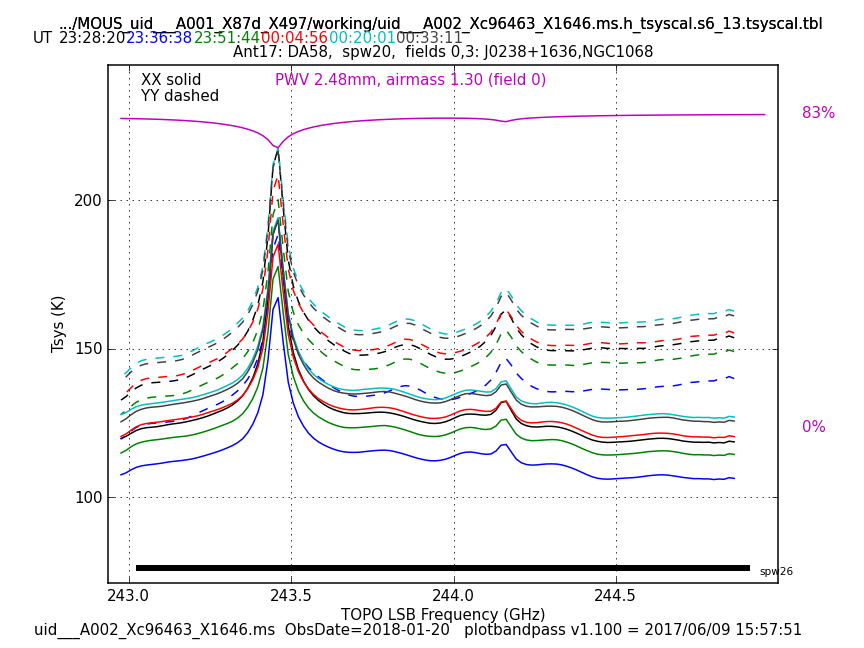 .../MOUS_uid___A001_X87d_X497/working/uid___A002_Xc96463_X1646.ms.h_tsyscal.s6_13.tsyscal.tbl
UT 23:28:20 23:36:38 23:51:44 00:04:56 00:20:01 00:33:11
Ant17: DA58, spw20, fields 0,3: J0238+1636,NGC1068
XX solid PWV 2.48mm, airmass 1.30 (field 0)
YY dashed
83%
200
150
100
Tsys (K)
0%
spw26
243.0 243.5 244.0 244.5
TOPO LSB Frequency (GHz)
uid___A002_Xc96463_X1646.ms ObsDate=2018-01-20 plotbandpass v1.100 = 2017/06/09 15:57:51